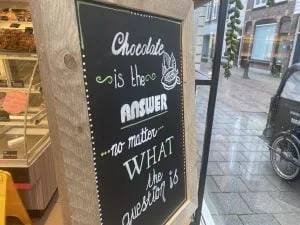 Chocolate
is the
ANSWER
...no matter...
WHAT
the
question is